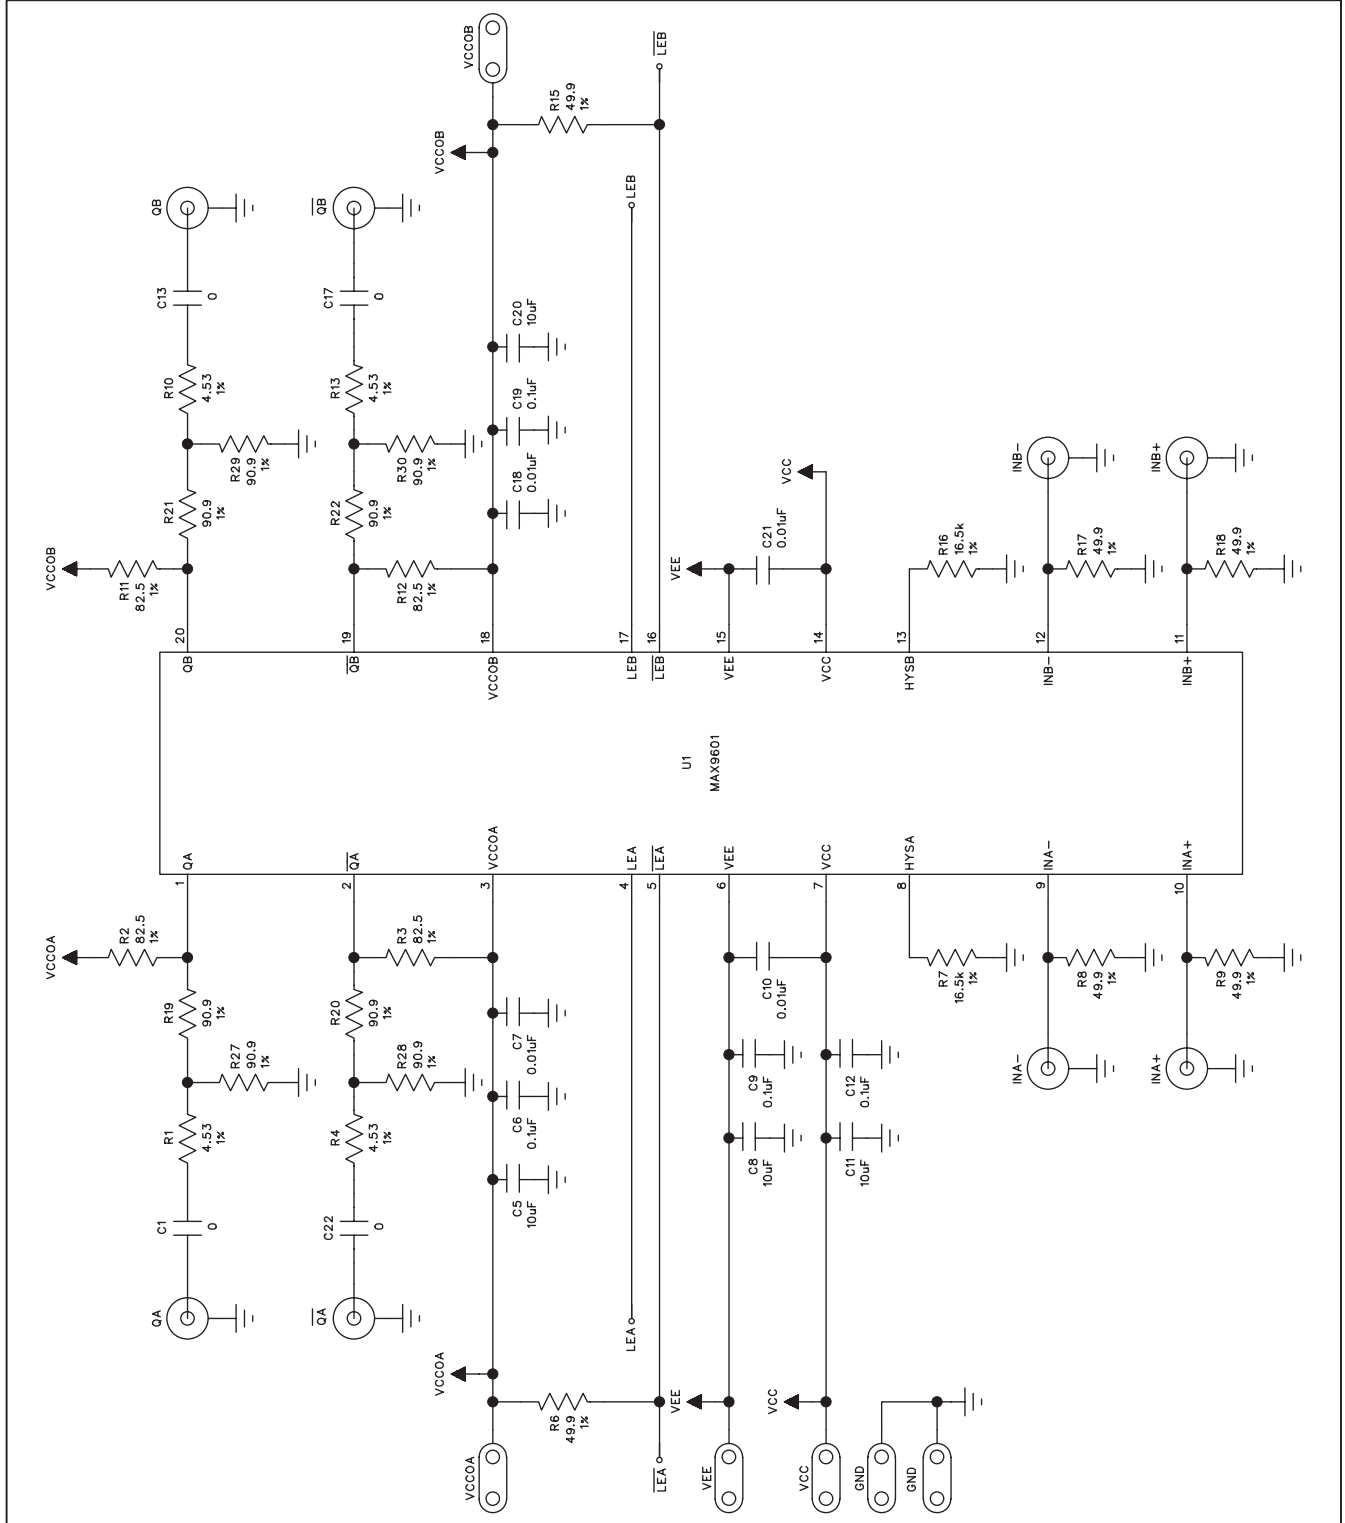 VCCOB
LEB
R15
49.9
1%
VCCOB
QB
QB
LEB
C13
0
C17
0
C20
10uF
R10
4.53
1%
R13
4.53
1%
C19
0.1uF
R29
90.9
1%
R30
90.9
1%
C18
0.01uF
VCC
INB-
INB+
R21
90.9
1%
R22
90.9
1%
C21
0.01uF
VCCOB
R11
82.5
1%
R12
82.5
1%
VEE
R16
16.5k
1%
R17
49.9
1%
R18
49.9
1%
20
19
18
17
16
15
14
13
12
11
QB
QB
VCCOB
LEB
LEB
VEE
VCC
HYSB
INB-
INB+
U1
MAX9601
QA
QA
VCCOA
LEA
LEA
VEE
VCC
HYSA
INA-
INA+
1
2
3
4
5
6
7
8
9
10
VCCOA
R2
82.5
1%
R3
82.5
1%
C10
0.01uF
R7
16.5k
1%
R8
49.9
1%
R9
49.9
1%
R19
90.9
1%
R20
90.9
1%
C7
0.01uF
R27
90.9
1%
R28
90.9
1%
C6
0.1uF
C9
0.1uF
C12
0.1uF
INA-
INA+
R1
4.53
1%
R4
4.53
1%
C5
10uF
C8
10uF
C11
10uF
C1
0
C22
0
QA
QA
LEA
VCCOA
R6
49.9
1%
VEE
VCC
VCCOA
LEA
VEE
VCC
GND
GND